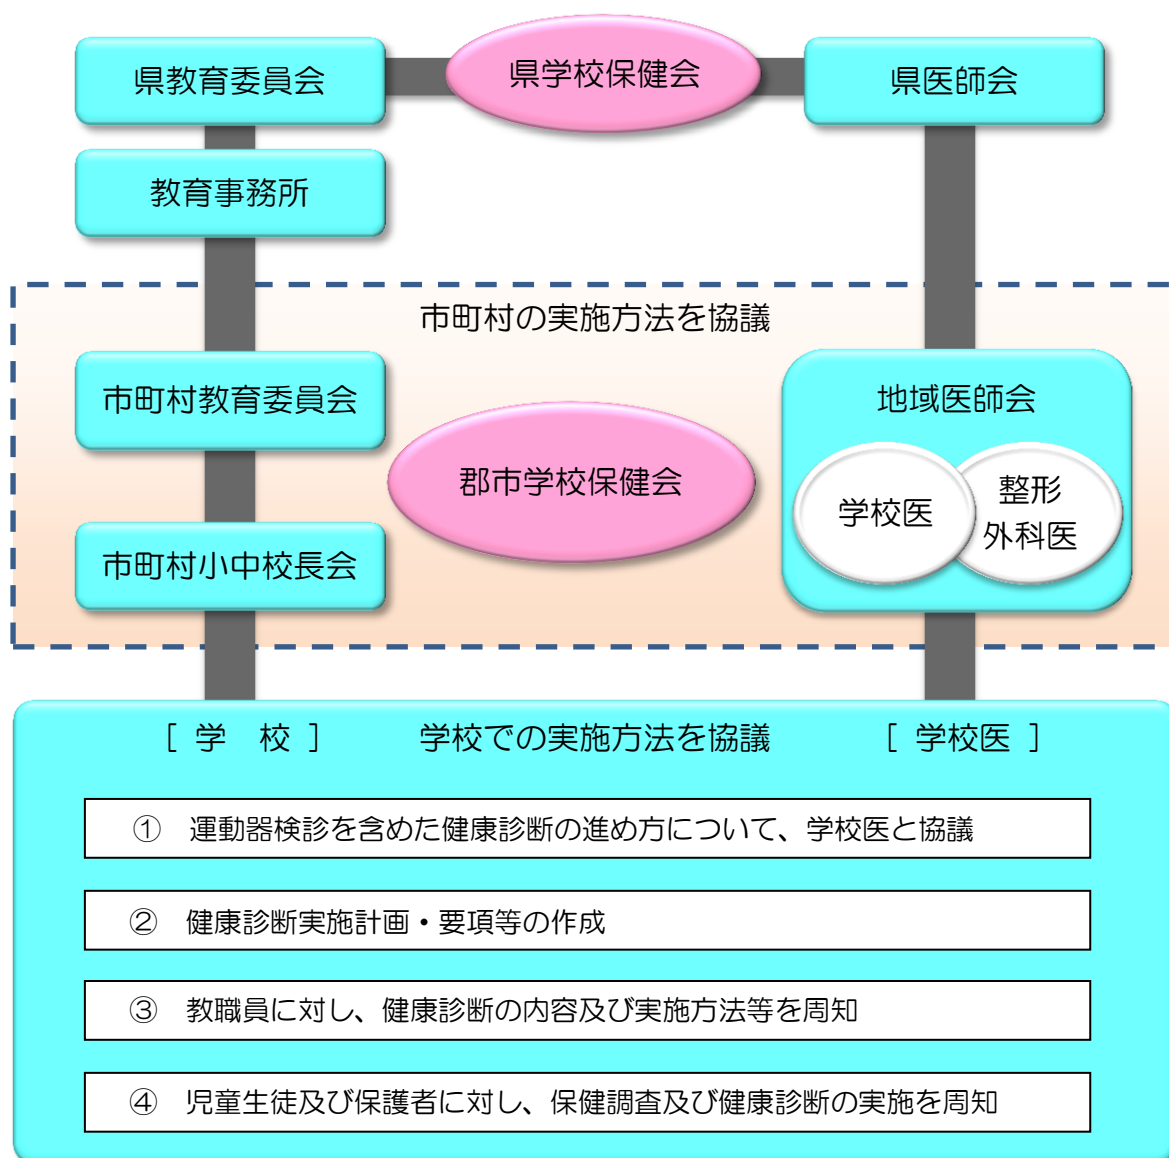 県教育委員会
県学校保健会
県医師会
教育事務所
市町村の実施方法を協議
市町村教育委員会
郡市学校保健会
地域医師会
学校医
整形
外科医
市町村小中校長会
［ 学　校 ］　学校での実施方法を協議　［ 学校医 ］
①　運動器検診を含めた健康診断の進め方について、学校医と協議
②　健康診断実施計画・要項等の作成
③　教職員に対し、健康診断の内容及び実施方法等を周知
④　児童生徒及び保護者に対し、保健調査及び健康診断の実施を周知